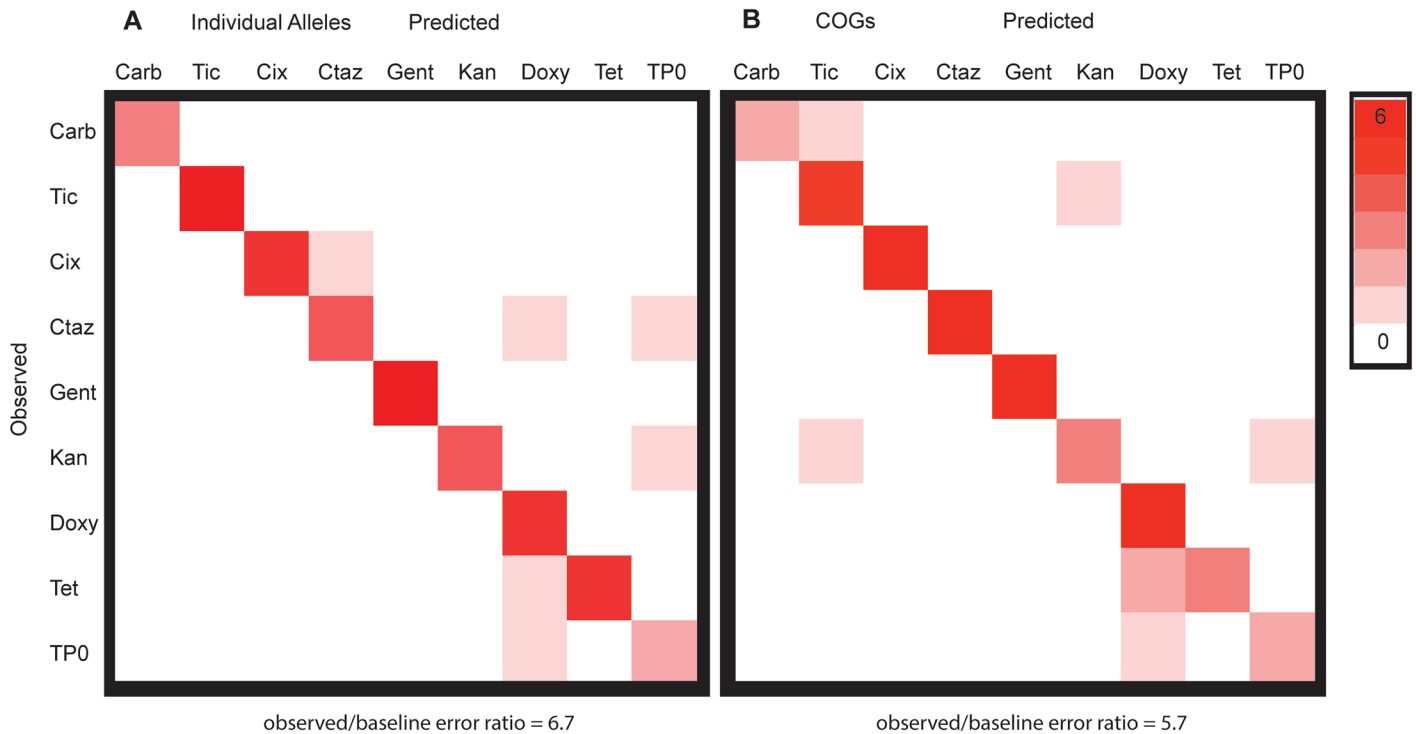 A Individual Alleles Predicted
Carb Tic Cix Ctaz Gent Kan Doxy Tet TP0
Observed
Carb
Tic
Cix
Ctaz
Gent
Kan
Doxy
Tet
TP0
observed/baseline error ratio = 6.7
B COGs Predicted
Carb Tic Cix Ctaz Gent Kan Doxy Tet TP0
observed/baseline error ratio = 5.7
6
0